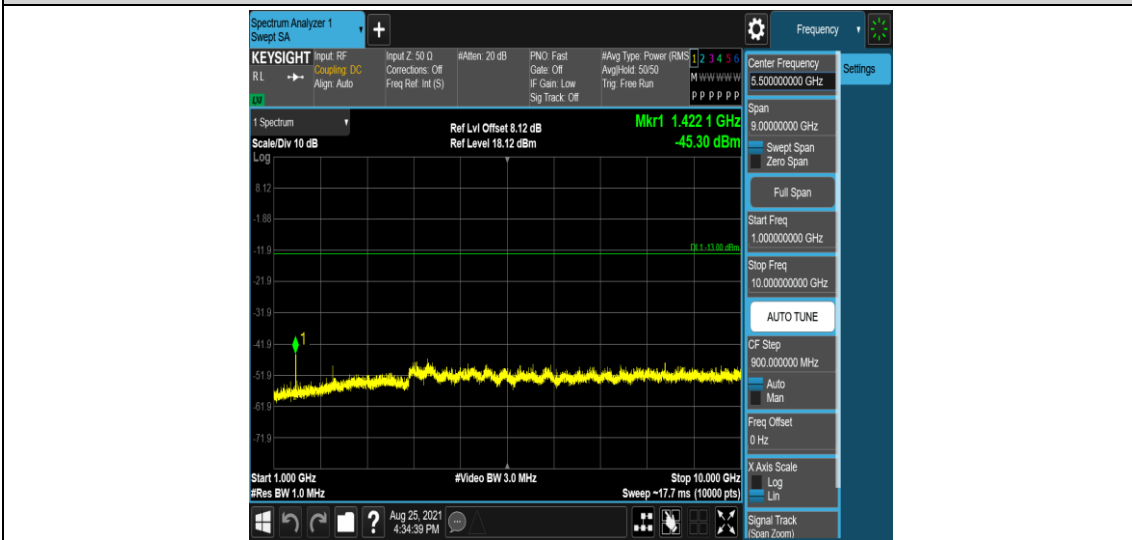 Spectrum Analyzer 1
Swept SA
+
Frequency
KEYSIGHT
RL
LXI
Input: RF
Coupling: DC
Align: Auto
Input Z: 50 Ω
Corrections: Off
Freq Ref: Int (S)
#Atten: 20 dB
PNO: Fast
Gate: Off
IF Gain: Low
Sig Track: Off
#Avg Type: Power (RMS
Avg|Hold: 50/50
Trig: Free Run
1 2 3 4 5 6
M W W W W W
P P P P P P
1 Spectrum
Scale/Div 10 dB
Log
Ref Lvl Offset 8.12 dB
Ref Level 18.12 dBm
Mkr1 1.422 1 GHz
-45.30 dBm
8.12
-1.88
-11.9
DL1 -13.00 dBm
-21.9
-31.9
-41.9
1
-51.9
-61.9
-71.9
Start 1.000 GHz
#Res BW 1.0 MHz
#Video BW 3.0 MHz
Stop 10.000 GHz
Sweep ~17.7 ms (10000 pts)
?
Aug 25, 2021
4:34:39 PM
Center Frequency
5.500000000 GHz
Settings
Span
9.00000000 GHz
Swept Span
Zero Span
Full Span
Start Freq
1.000000000 GHz
Stop Freq
10.000000000 GHz
AUTO TUNE
CF Step
900.000000 MHz
Auto
Man
Freq Offset
0 Hz
X Axis Scale
Log
Lin
Signal Track
(Span Zoom)